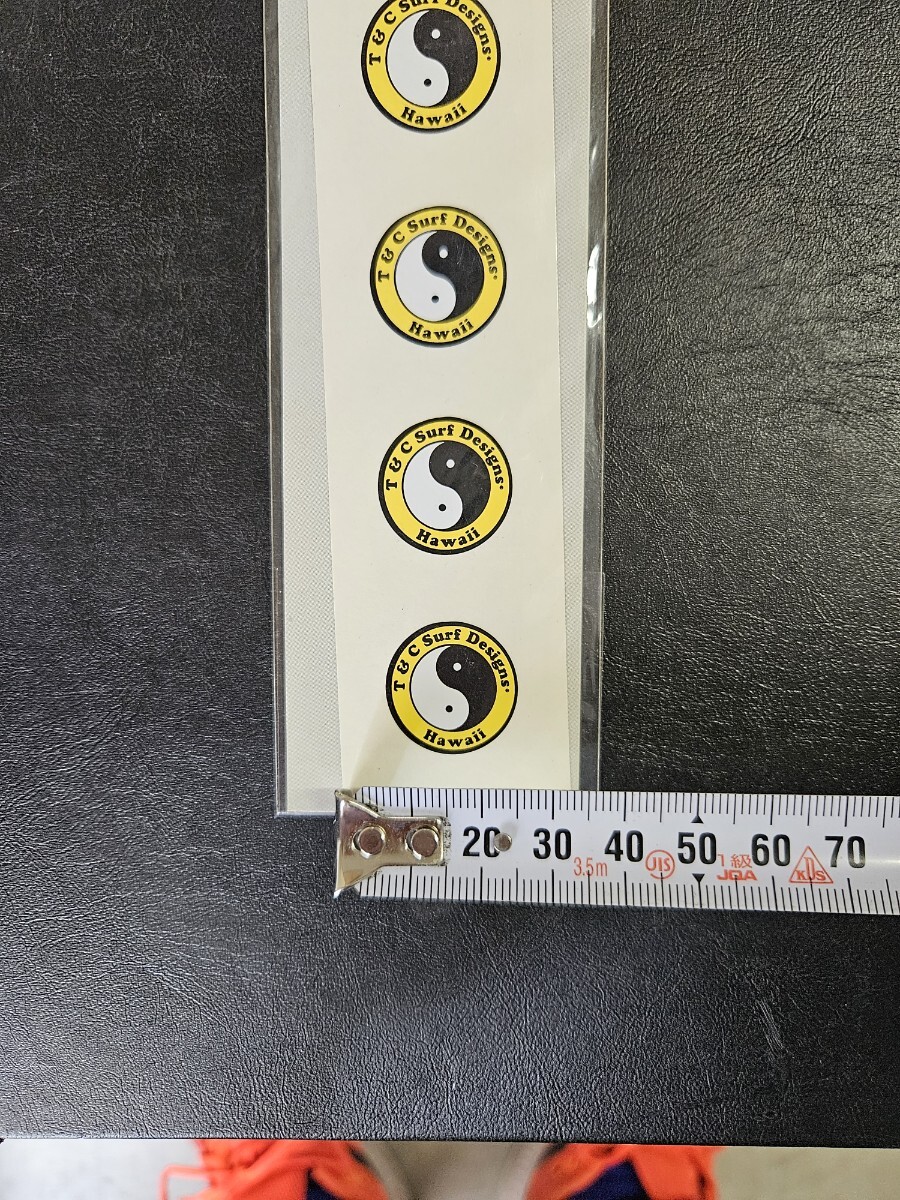 T & C Surf Designs.
Hawaii
T & C Surf Designs.
Hawaii
T & C Surf Designs.
Hawaii
T & C Surf Designs.
Hawaii
20 30 40 50 60 70
3.5m JIS 1級 JQA KDS